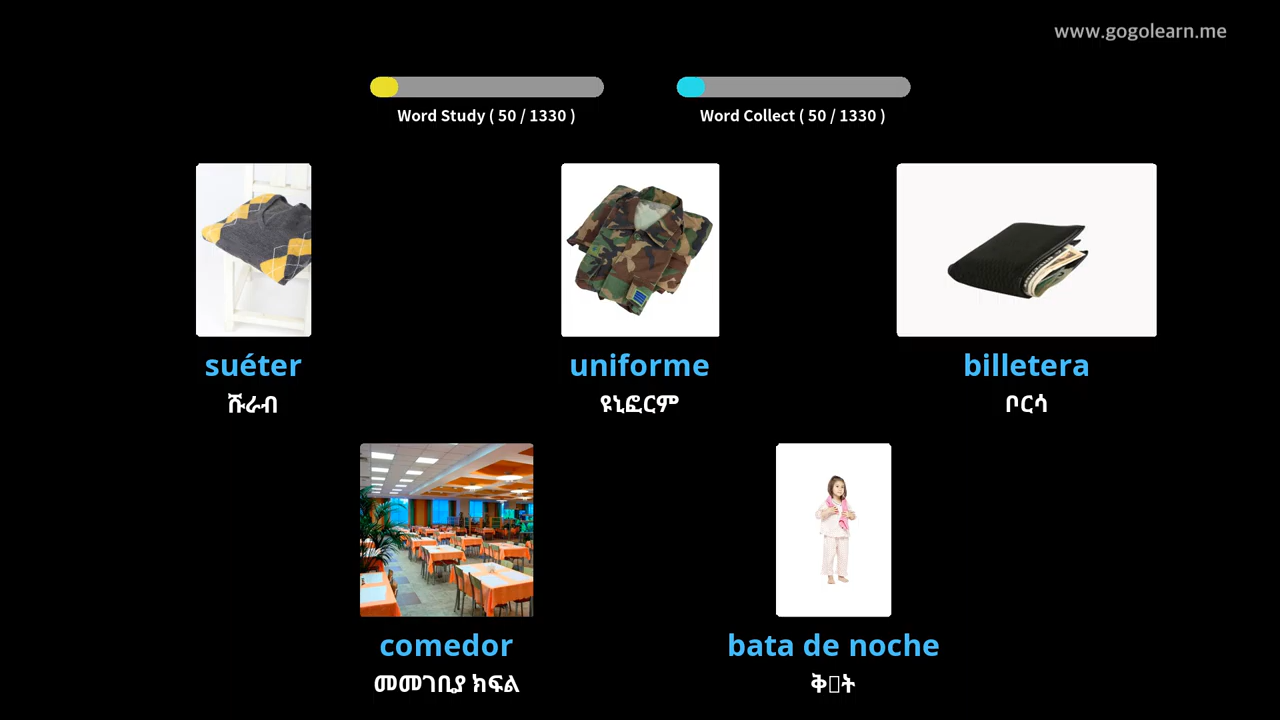 www.gogolearn.me
Word Study ( 50 / 1330 )
Word Collect ( 50 / 1330 )
suéter
uniforme
billetera
ሹራብ
ዩኒፎርም
ቦርሳ
comedor
bata de noche
መመገቢያ ክፍል